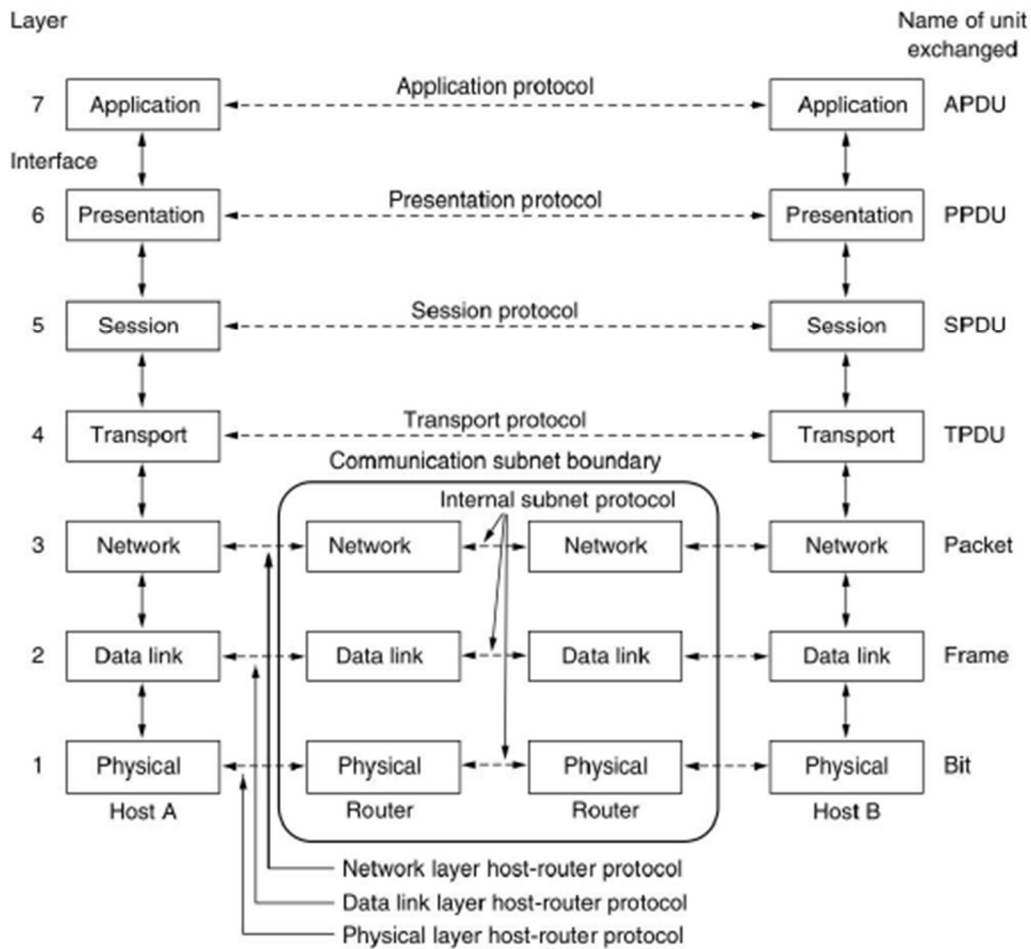 Layer
Name of unit
exchanged
7
Application
Application protocol
Application
APDU
Interface
6
Presentation
Presentation protocol
Presentation
PPDU
5
Session
Session protocol
Session
SPDU
4
Transport
Transport protocol
Transport
TPDU
Communication subnet boundary
Internal subnet protocol
3
Network
Network
Network
Network
Packet
2
Data link
Data link
Data link
Data link
Frame
1
Physical
Physical
Physical
Physical
Bit
Host A
Router
Router
Host B
Network layer host-router protocol
Data link layer host-router protocol
Physical layer host-router protocol